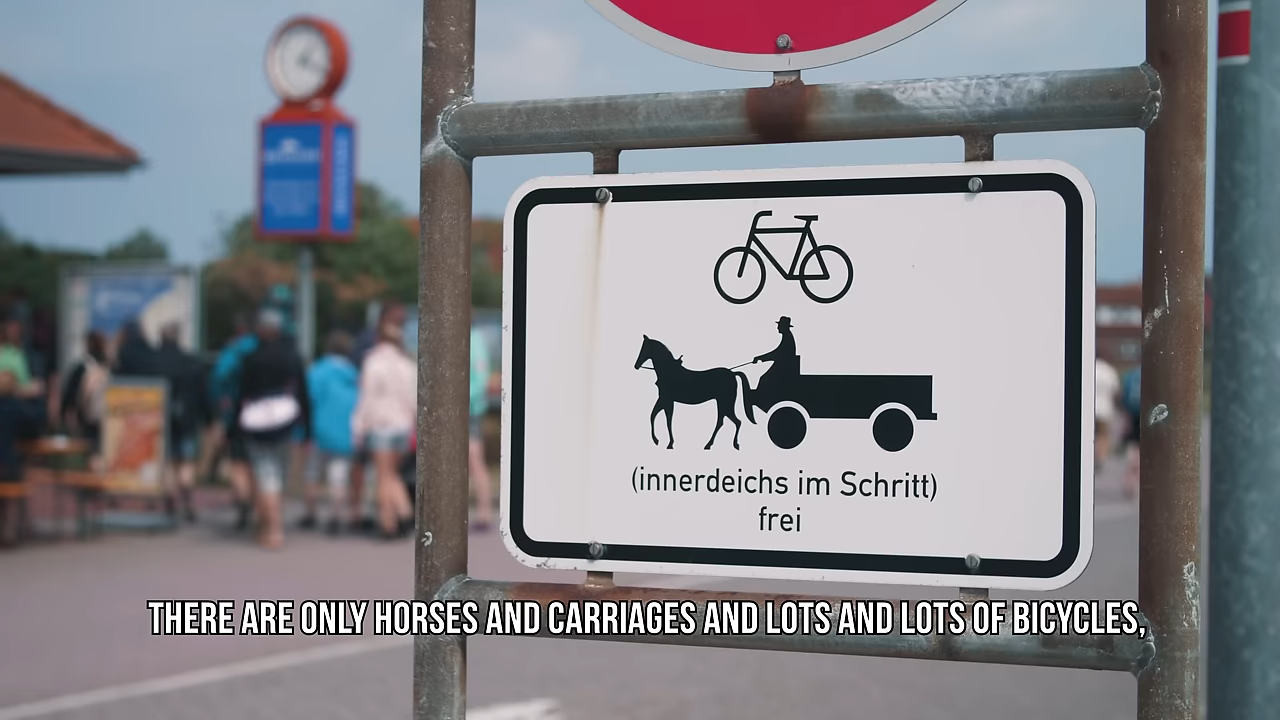 (innerdeichs im Schritt)
frei
THERE ARE ONLY HORSES AND CARRIAGES AND LOTS AND LOTS OF BICYCLES,